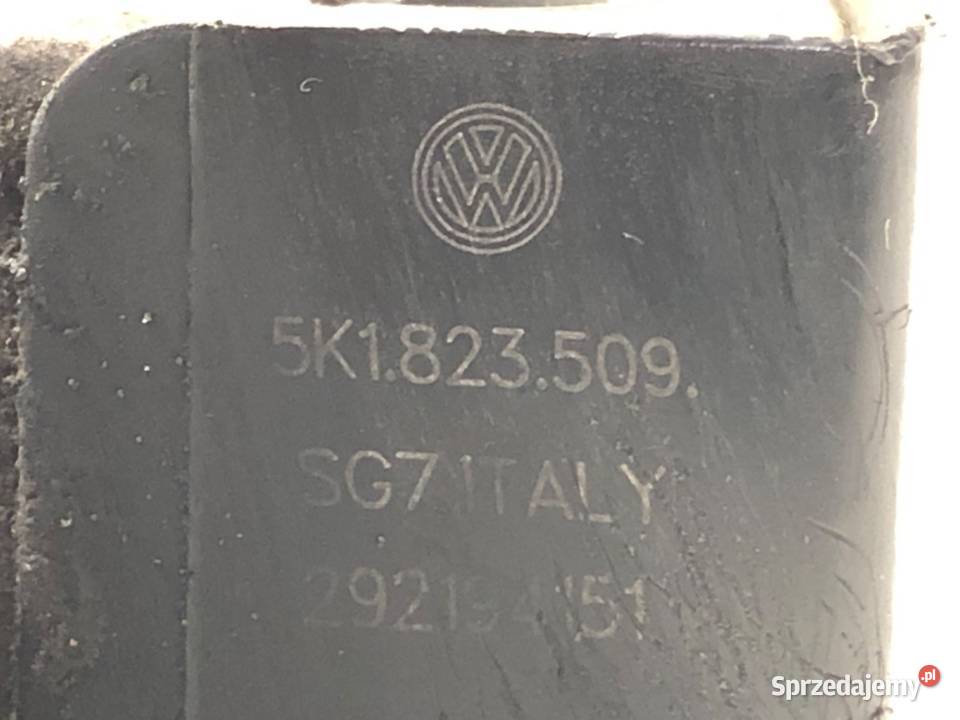 5K1.823.509.
SG7 ITALY
Sprzedajemy.pl